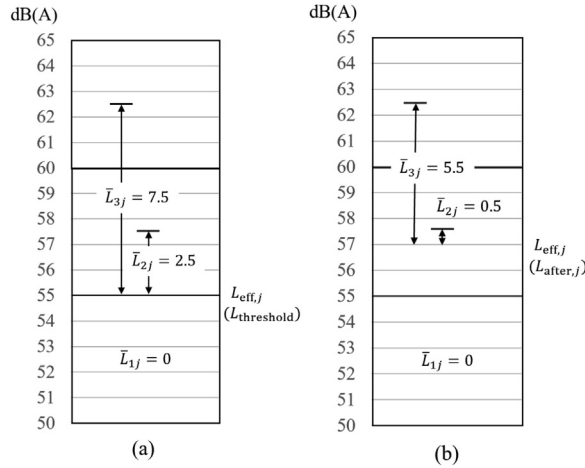 dB(A)
65
64
63
62
61
60
59
58
57
56
55
54
53
52
51
50
L̄3j = 7.5
L̄2j = 2.5
Leff,j
(Lthreshold)
L̄1j = 0
(a)
dB(A)
65
64
63
62
61
60
59
58
57
56
55
54
53
52
51
50
L̄3j = 5.5
L̄2j = 0.5
Leff,j
(Lafter,j)
L̄1j = 0
(b)